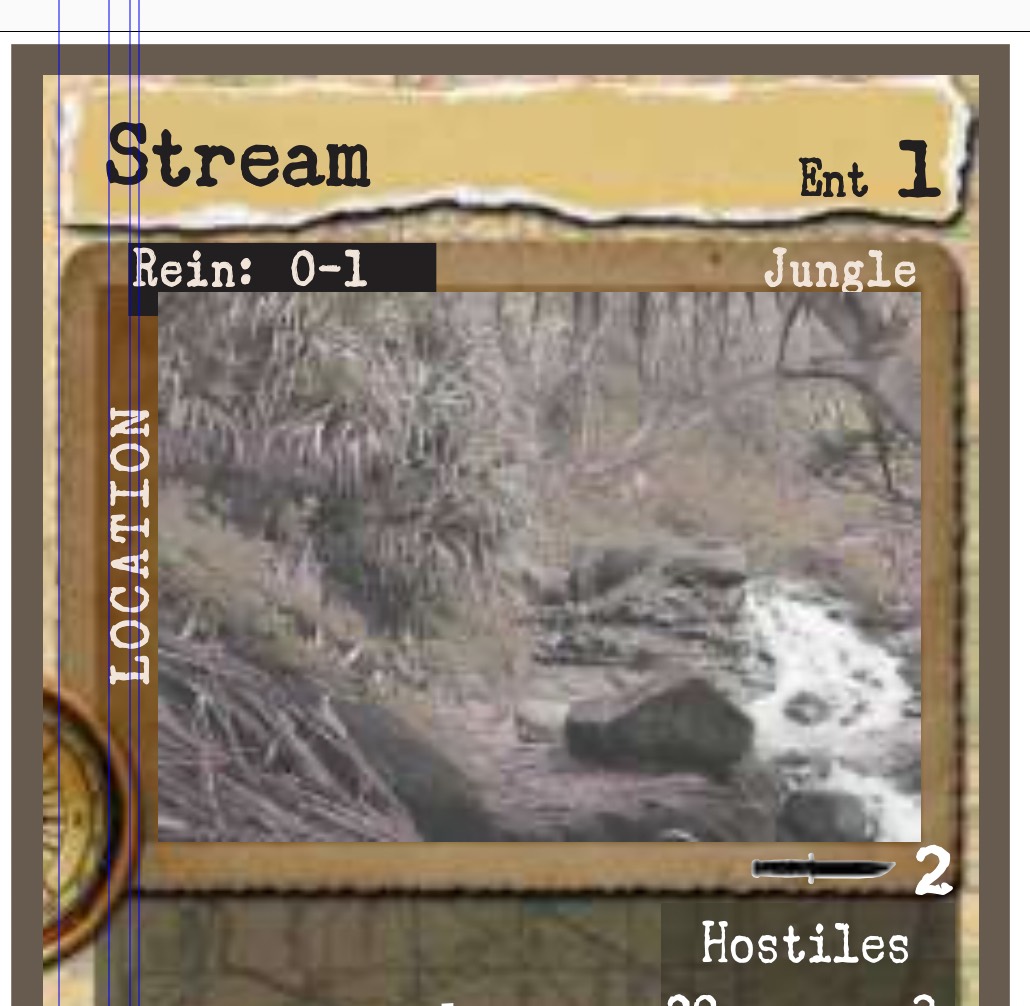 Stream
Ent 1
Rein: 0-1
Jungle
LOCATION
2
Hostiles